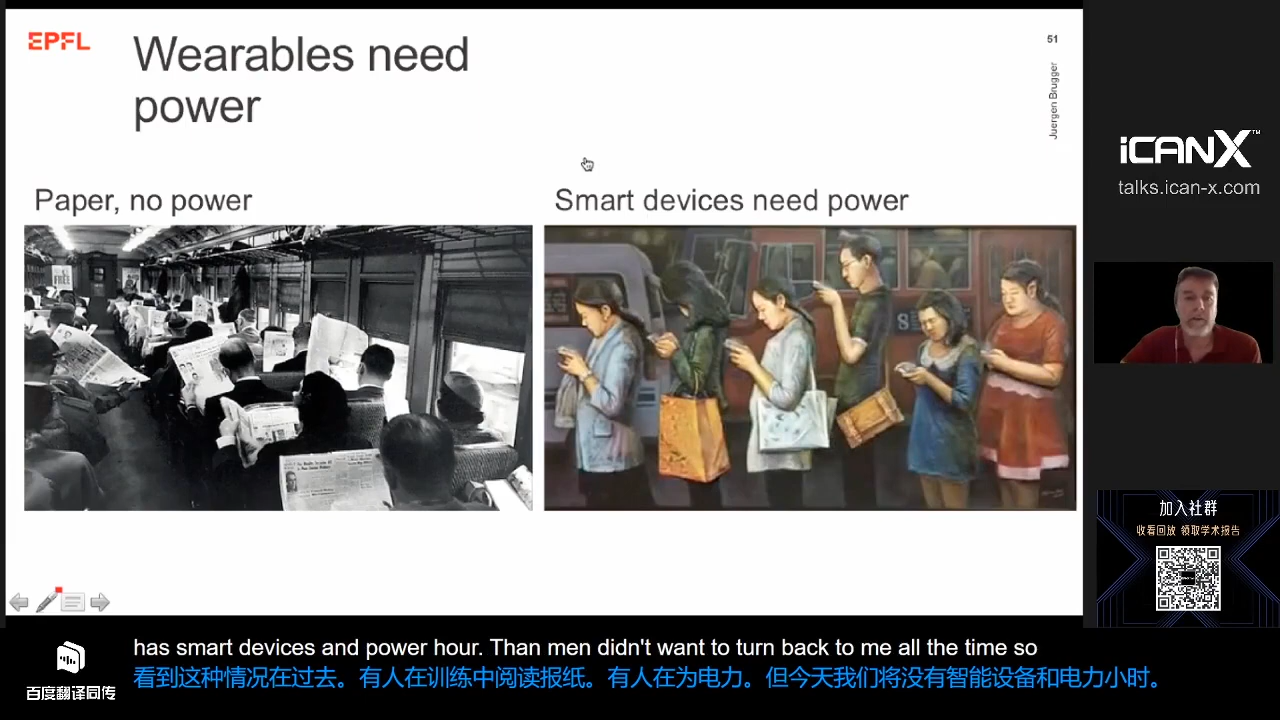 EPFL
Wearables need
power
51
Juergen Brugger
Paper, no power
Smart devices need power
FREE
iCANX™
talks.ican-x.com
加入社群
收看回放 领取学术报告
百度翻译同传
has smart devices and power hour. Than men didn't want to turn back to me all the time so
看到这种情况在过去。有人在训练中阅读报纸。有人在为电力。但今天我们将没有智能设备和电力小时。